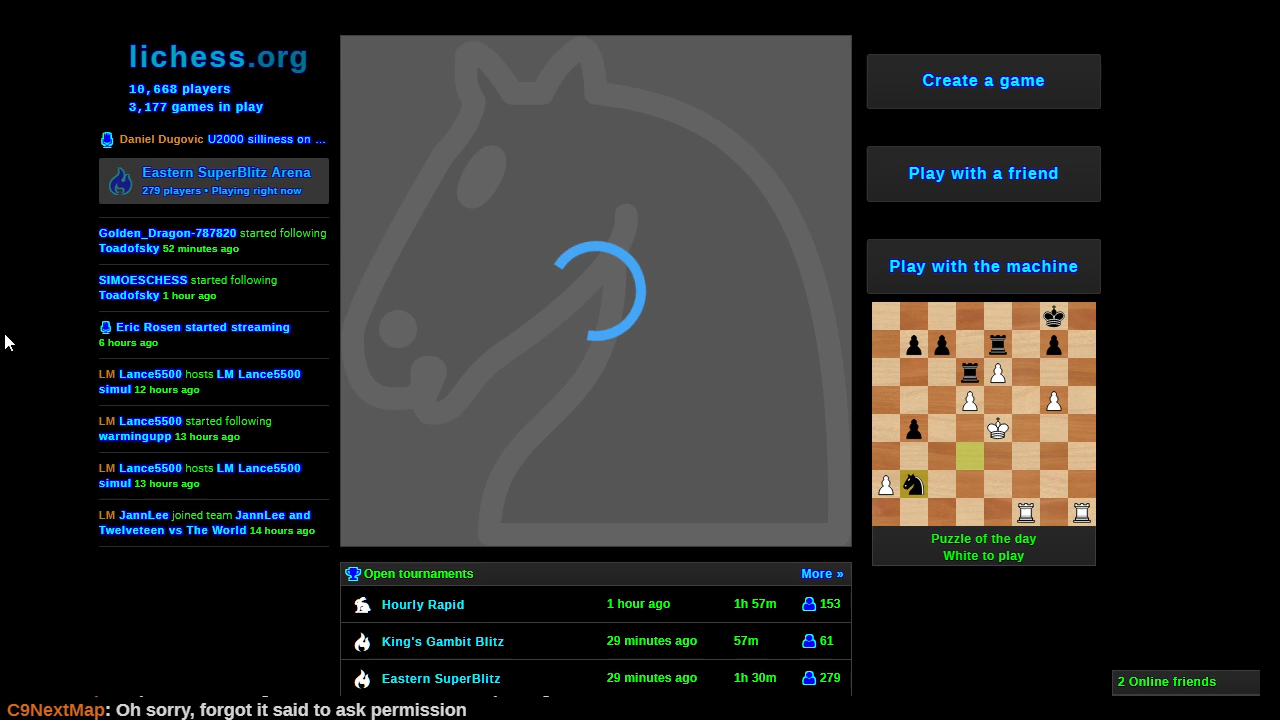 lichess.org
10,668 players
3,177 games in play
Daniel Dugovic U2000 silliness on ...
Eastern SuperBlitz Arena
279 players • Playing right now
Golden_Dragon-787820 started following
Toadofsky 52 minutes ago
SIMOESCHESS started following
Toadofsky 1 hour ago
Eric Rosen started streaming
6 hours ago
LM Lance5500 hosts LM Lance5500
simul 12 hours ago
LM Lance5500 started following
warmingupp 13 hours ago
LM Lance5500 hosts LM Lance5500
simul 13 hours ago
LM JannLee joined team JannLee and
Twelveteen vs The World 14 hours ago
Open tournaments More »
Hourly Rapid 1 hour ago 1h 57m 153
King's Gambit Blitz 29 minutes ago 57m 61
Eastern SuperBlitz 29 minutes ago 1h 30m 279
Create a game
Play with a friend
Play with the machine
Puzzle of the day
White to play
2 Online friends
C9NextMap: Oh sorry, forgot it said to ask permission